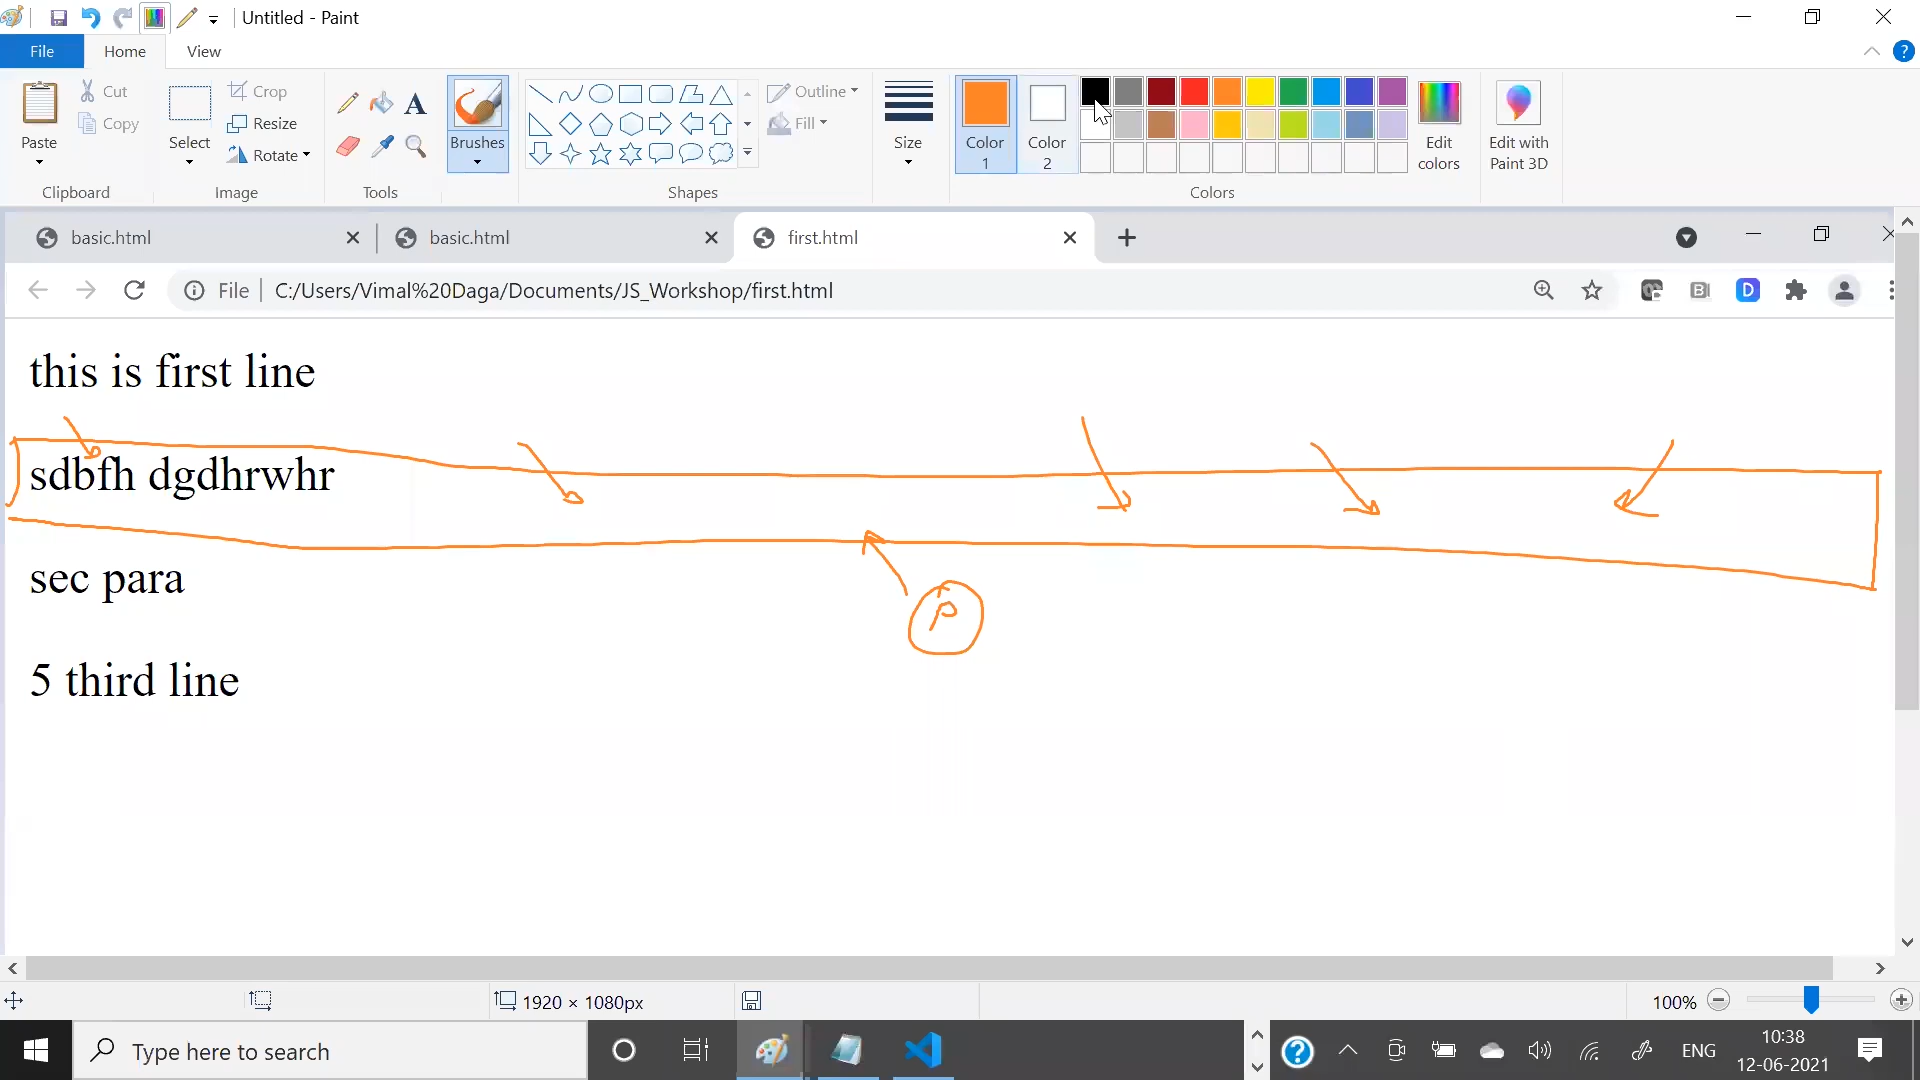 Untitled - Paint
File Home View
Paste
Cut
Copy
Clipboard
Select
Crop
Resize
Rotate
Image
Tools
Brushes
Shapes
Outline
Fill
Size
Color 1
Color 2
Colors
Edit colors
Edit with Paint 3D
basic.html
basic.html
first.html
File C:/Users/Vimal%20Daga/Documents/JS_Workshop/first.html
this is first line
sdbfh dgdhrwhr
sec para
P
5 third line
1920 × 1080px
100%
Type here to search
ENG
10:38
12-06-2021